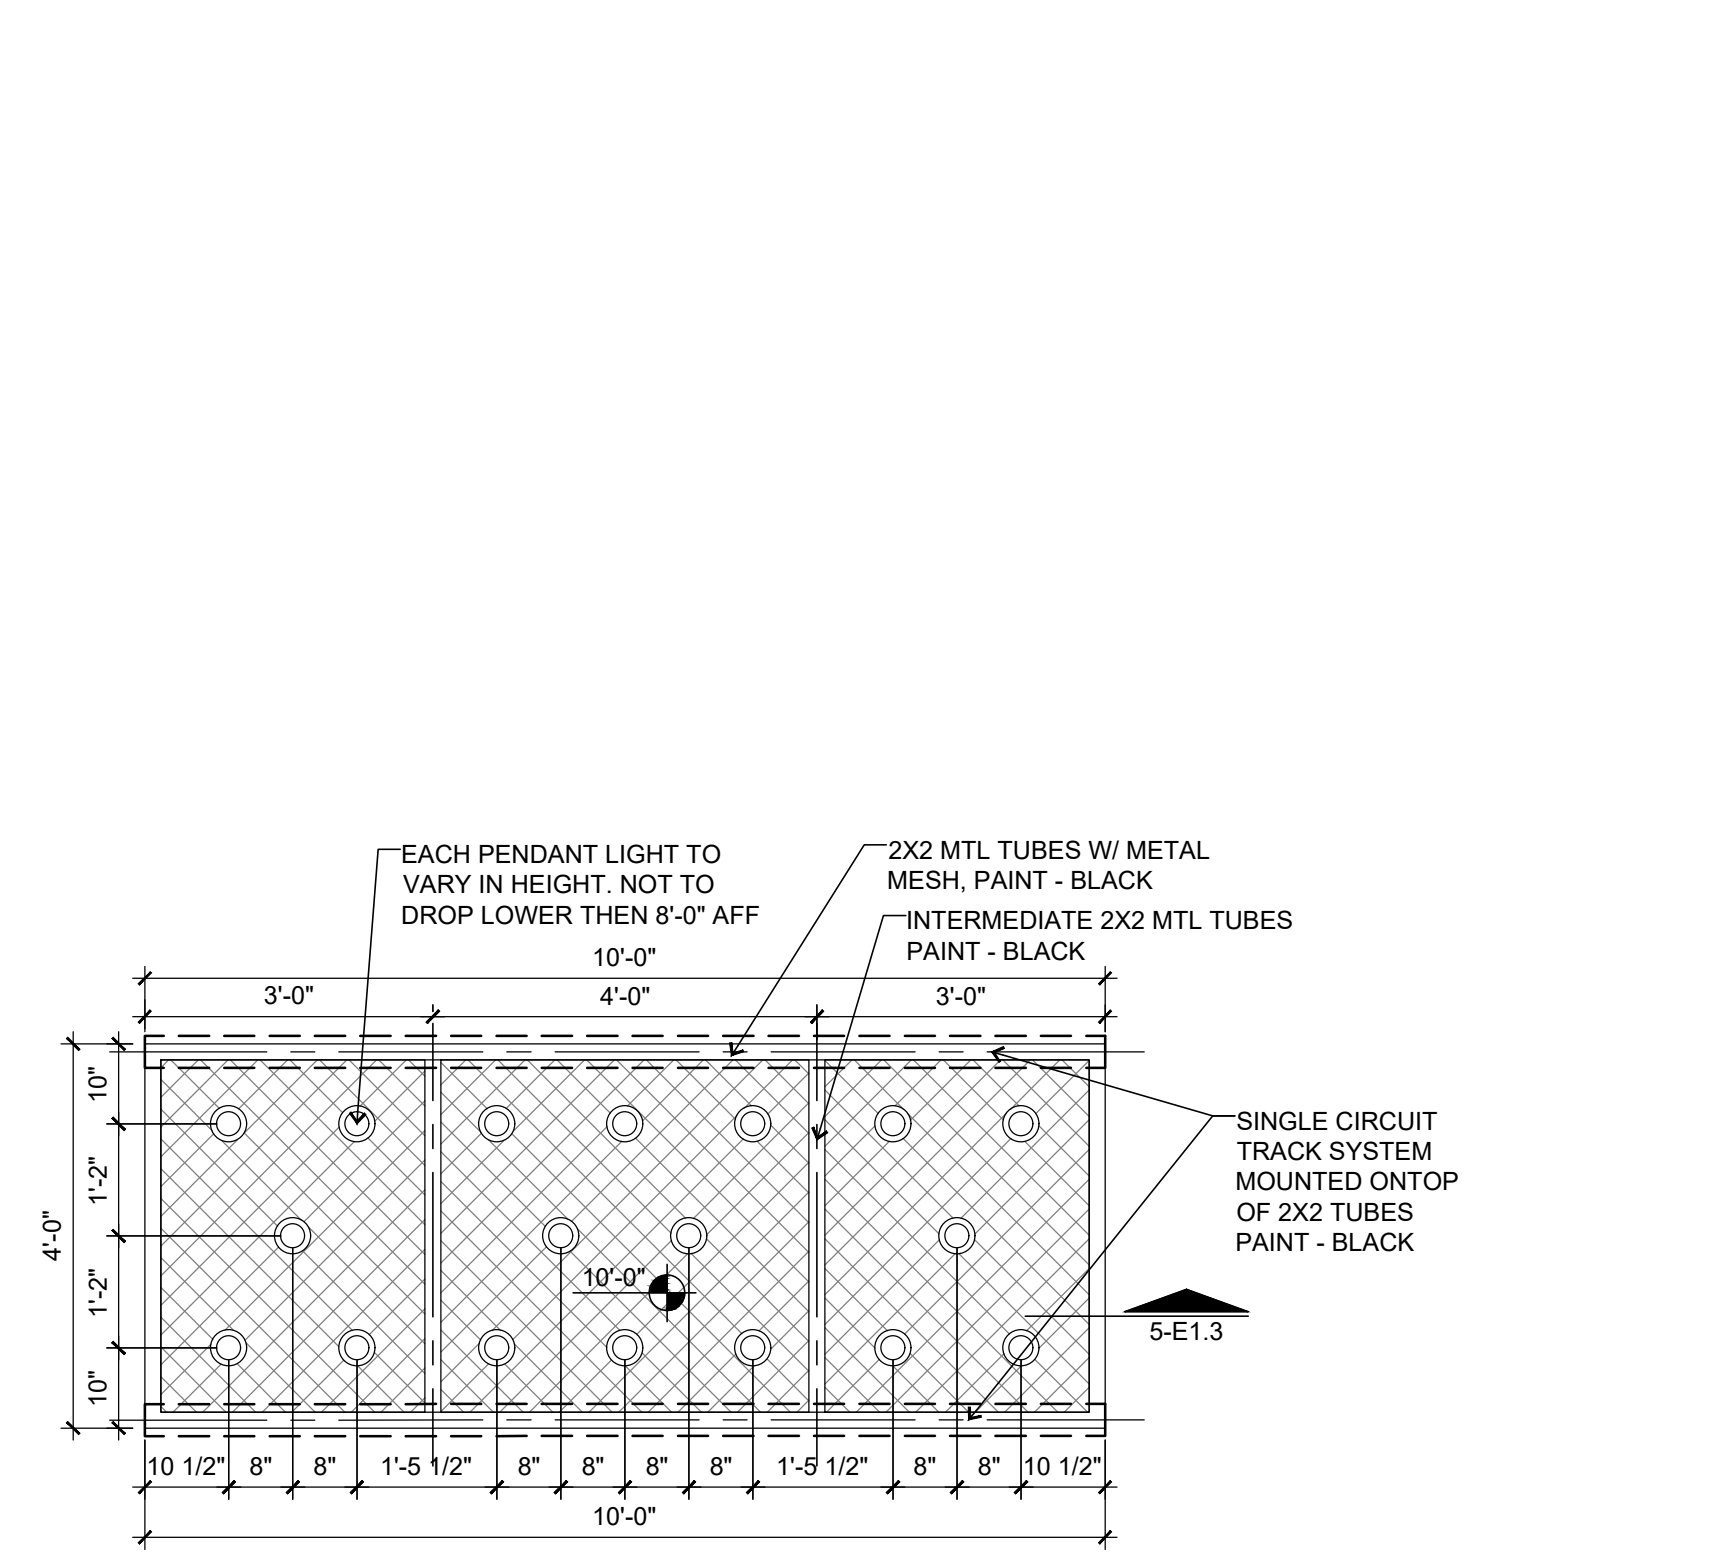 EACH PENDANT LIGHT TO
VARY IN HEIGHT. NOT TO
DROP LOWER THEN 8'-0" AFF
2X2 MTL TUBES W/ METAL
MESH, PAINT - BLACK
INTERMEDIATE 2X2 MTL TUBES
PAINT - BLACK
10'-0"
3'-0" 4'-0" 3'-0"
10"
1'-2"
4'-0"
1'-2"
10"
SINGLE CIRCUIT
TRACK SYSTEM
MOUNTED ONTOP
OF 2X2 TUBES
PAINT - BLACK
10'-0"
5-E1.3
10 1/2" 8" 8" 1'-5 1/2" 8" 8" 8" 8" 1'-5 1/2" 8" 8" 10 1/2"
10'-0"